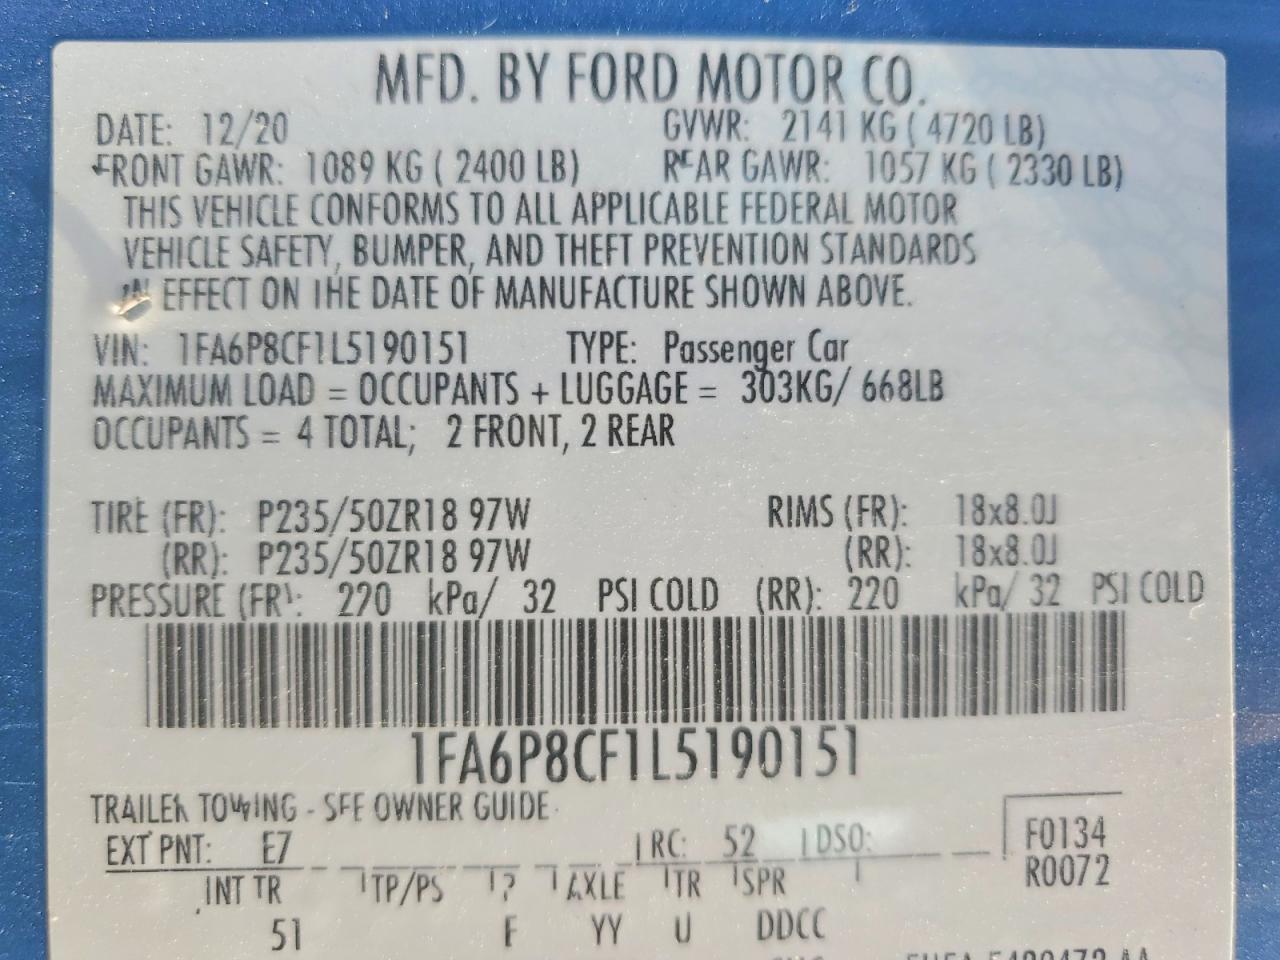 MFD. BY FORD MOTOR CO.
DATE: 12/20 GVWR: 2141 KG ( 4720 LB)
FRONT GAWR: 1089 KG ( 2400 LB) REAR GAWR: 1057 KG ( 2330 LB)
THIS VEHICLE CONFORMS TO ALL APPLICABLE FEDERAL MOTOR
VEHICLE SAFETY, BUMPER, AND THEFT PREVENTION STANDARDS
IN EFFECT ON THE DATE OF MANUFACTURE SHOWN ABOVE.
VIN: 1FA6P8CF1L5190151 TYPE: Passenger Car
MAXIMUM LOAD = OCCUPANTS + LUGGAGE = 303KG/ 668LB
OCCUPANTS = 4 TOTAL; 2 FRONT, 2 REAR
TIRE (FR): P235/50ZR18 97W RIMS (FR): 18x8.0J
(RR): P235/50ZR18 97W (RR): 18x8.0J
PRESSURE (FR): 220 kPa/ 32 PSI COLD (RR): 220 kPa/ 32 PSI COLD
1FA6P8CF1L5190151
TRAILER TOWING - SEE OWNER GUIDE
EXT PNT: E7 RC: 52 DSO: F0134
R0072
INT TR TP/PS AXLE TR SPR
51 YY U DDCC